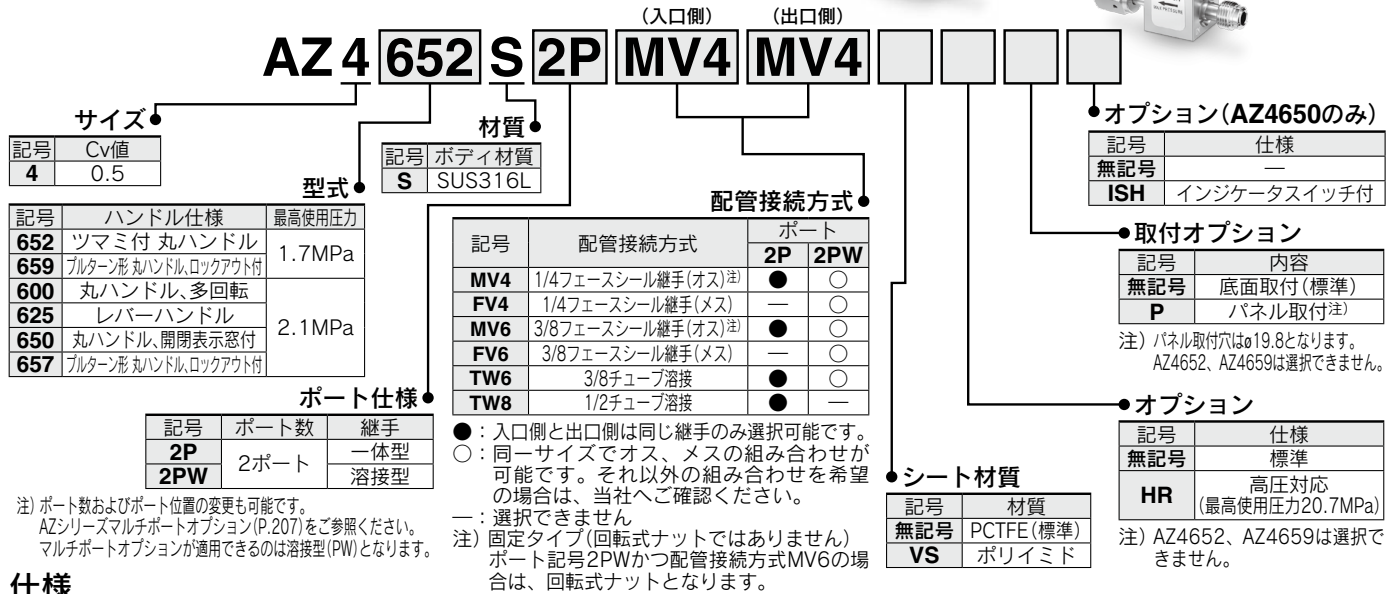 （入口側）　（出口側）
AZ 4 652 S 2P MV4 MV4
サイズ
記号 Cv値
4 0.5
型式
記号 ハンドル仕様 最高使用圧力
652 ツマミ付 丸ハンドル 1.7MPa
659 プルターン形 丸ハンドル、ロックアウト付
600 丸ハンドル、多回転 2.1MPa
625 レバーハンドル
650 丸ハンドル、開閉表示窓付
657 プルターン形 丸ハンドル、ロックアウト付
材質
記号 ボディ材質
S SUS316L
ポート仕様
記号 ポート数 継手
2P 2ポート 一体型
2PW 溶接型
注）ポート数およびポート位置の変更も可能です。
AZシリーズマルチポートオプション(P.207)をご参照ください。
マルチポートオプションが適用できるのは溶接型(PW)となります。
配管接続方式
記号 配管接続方式 ポート
2P 2PW
MV4 1/4フェースシール継手(オス)注) ● ○
FV4 1/4フェースシール継手(メス) ― ○
MV6 3/8フェースシール継手(オス)注) ● ○
FV6 3/8フェースシール継手(メス) ― ○
TW6 3/8チューブ溶接 ● ○
TW8 1/2チューブ溶接 ● ―
●：入口側と出口側は同じ継手のみ選択可能です。
○：同一サイズでオス、メスの組み合わせが
可能です。それ以外の組み合わせを希望
の場合は、当社へご確認ください。
―：選択できません
注）固定タイプ(回転式ナットではありません)
ポート記号2PWかつ配管接続方式MV6の場
合は、回転式ナットとなります。
シート材質
記号 材質
無記号 PCTFE(標準)
VS ポリイミド
オプション(AZ4650のみ)
記号 仕様
無記号 ―
ISH インジケータスイッチ付
取付オプション
記号 内容
無記号 底面取付(標準)
P パネル取付注)
注）パネル取付穴はø19.8となります。
AZ4652、AZ4659は選択できません。
オプション
記号 仕様
無記号 標準
HR 高圧対応
(最高使用圧力20.7MPa)
注）AZ4652、AZ4659は選択で
きません。
仕様